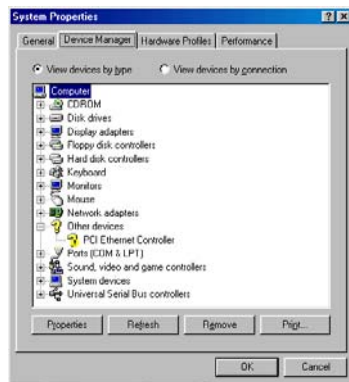 System Properties
General Device Manager Hardware Profiles Performance
View devices by type View devices by connection
Computer
CDROM
Disk drives
Display adapters
Floppy disk controllers
Hard disk controllers
Keyboard
Monitors
Mouse
Network adapters
Other devices
PCI Ethernet Controller
Ports (COM & LPT)
Sound, video and game controllers
System devices
Universal Serial Bus controllers
Properties Refresh Remove Print...
OK Cancel